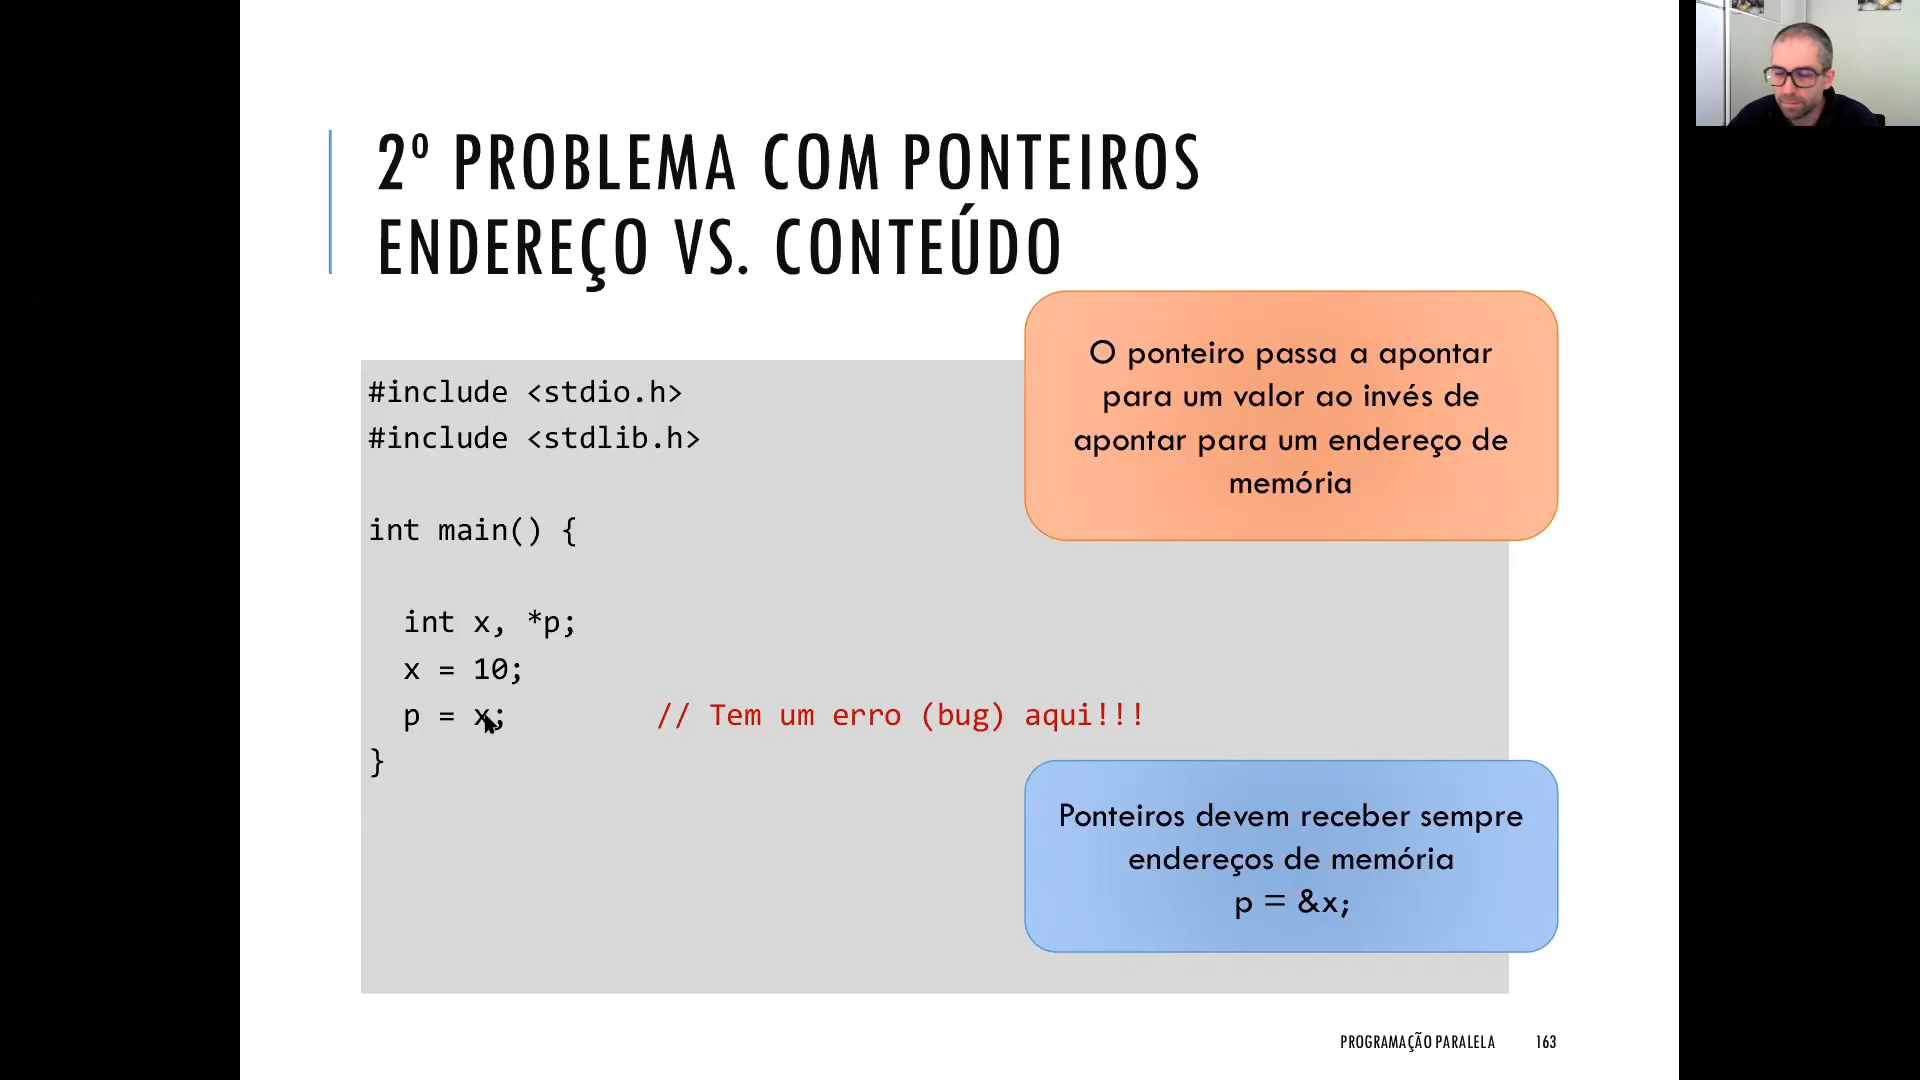 2º PROBLEMA COM PONTEIROS
ENDEREÇO VS. CONTEÚDO
O ponteiro passa a apontar
para um valor ao invés de
apontar para um endereço de
memória
#include <stdio.h>
#include <stdlib.h>
int main() {
int x, *p;
x = 10;
p = x; // Tem um erro (bug) aqui!!!
}
Ponteiros devem receber sempre
endereços de memória
p = &x;
PROGRAMAÇÃO PARALELA 163